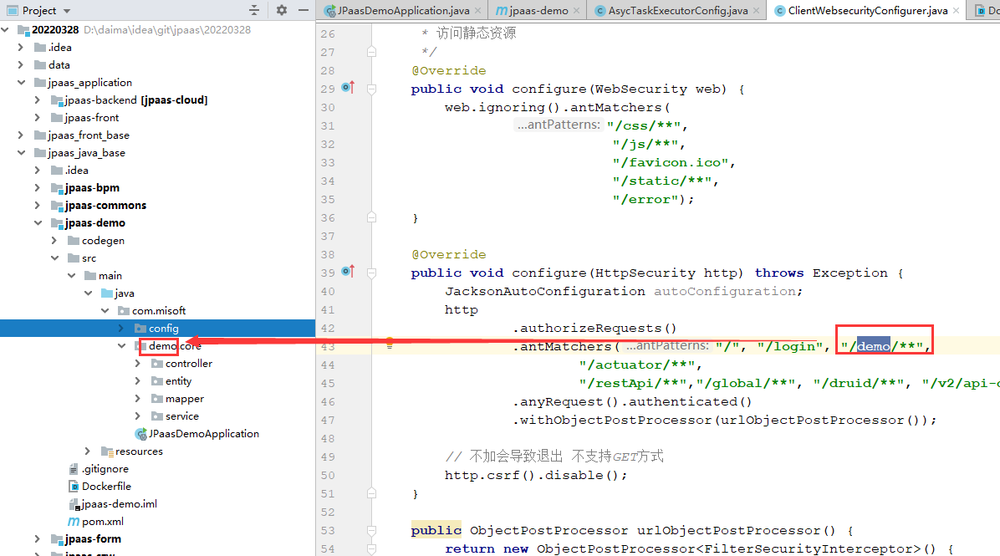 Project
JPaasDemoApplication.java
jpaas-demo
AsycTaskExecutorConfig.java
ClientWebsecurityConfigurer.java
Do
20220328 D:\daima\idea\git\jpaas\20220328
.idea
data
jpaas_application
jpaas-backend [jpaas-cloud]
jpaas-front
jpaas_front_base
jpaas_java_base
.idea
jpaas-bpm
jpaas-commons
jpaas-demo
codegen
src
main
java
com.misoft
config
demo.core
controller
entity
mapper
service
JPaasDemoApplication
resources
.gitignore
Dockerfile
jpaas-demo.iml
pom.xml
jpaas-form
26 * 访问静态资源
27 */
28 @Override
29 public void configure(WebSecurity web) {
30 web.ignoring().antMatchers(
31 ...antPatterns: "/css/**",
32 "/js/**",
33 "/favicon.ico",
34 "/static/**",
35 "/error");
36 }
37
38 @Override
39 public void configure(HttpSecurity http) throws Exception {
40 JacksonAutoConfiguration autoConfiguration;
41 http
42 .authorizeRequests()
43 .antMatchers( ...antPatterns: "/", "/login", "/demo/**",
44 "/actuator/**",
45 "/restApi/**","/global/**", "/druid/**", "/v2/api-
46 .anyRequest().authenticated()
47 .withObjectPostProcessor(urlObjectPostProcessor());
48
49 // 不加会导致退出 不支持GET方式
50 http.csrf().disable();
51 }
52
53 public ObjectPostProcessor urlObjectPostProcessor() {
54 return new ObjectPostProcessor<FilterSecurityInterceptor>() {